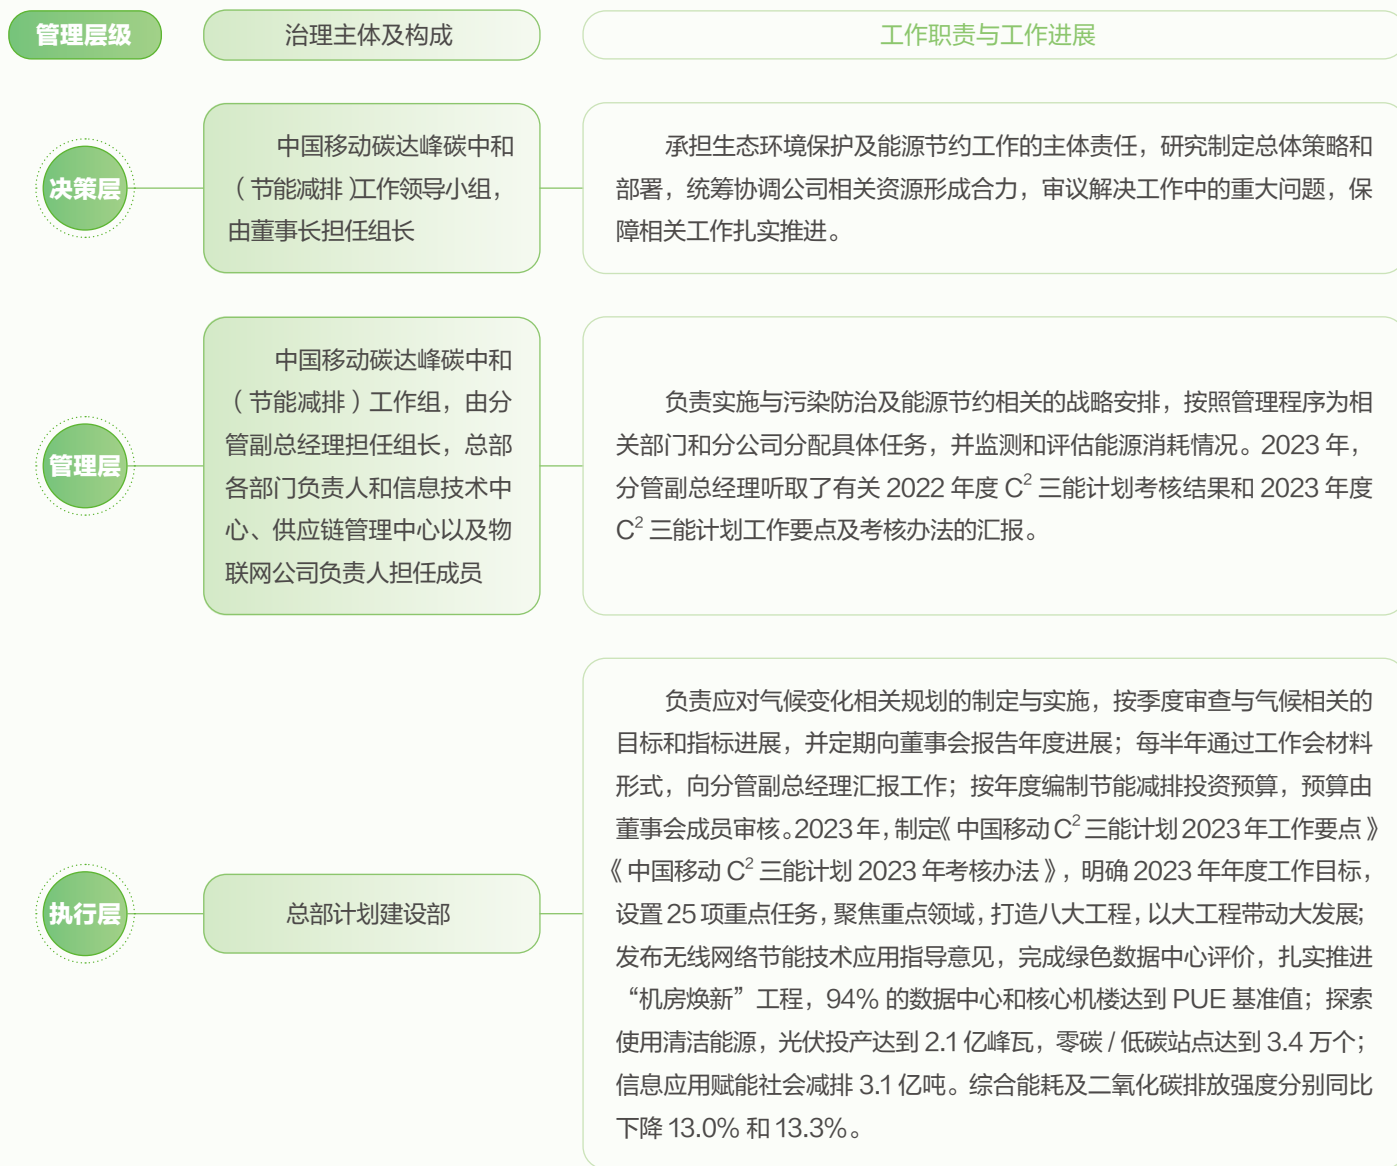 管理层级
治理主体及构成
工作职责与工作进展
决策层
中国移动碳达峰碳中和
（节能减排）工作领导小组，
由董事长担任组长
承担生态环境保护及能源节约工作的主体责任，研究制定总体策略和
部署，统筹协调公司相关资源形成合力，审议解决工作中的重大问题，保
障相关工作扎实推进。
管理层
中国移动碳达峰碳中和
（节能减排）工作组，由分
管副总经理担任组长，总部
各部门负责人和信息技术中
心、供应链管理中心以及物
联网公司负责人担任成员
负责实施与污染防治及能源节约相关的战略安排，按照管理程序为相
关部门和分公司分配具体任务，并监测和评估能源消耗情况。2023 年，
分管副总经理听取了有关 2022 年度 C² 三能计划考核结果和 2023 年度
C² 三能计划工作要点及考核办法的汇报。
执行层
总部计划建设部
负责应对气候变化相关规划的制定与实施，按季度审查与气候相关的
目标和指标进展，并定期向董事会报告年度进展；每半年通过工作会材料
形式，向分管副总经理汇报工作；按年度编制节能减排投资预算，预算由
董事会成员审核。2023 年，制定《中国移动 C² 三能计划 2023 年工作要点》
《中国移动 C² 三能计划 2023 年考核办法》，明确 2023 年年度工作目标，
设置 25 项重点任务，聚焦重点领域，打造八大工程，以大工程带动大发展；
发布无线网络节能技术应用指导意见，完成绿色数据中心评价，扎实推进
“机房焕新”工程，94% 的数据中心和核心机楼达到 PUE 基准值；探索
使用清洁能源，光伏投产达到 2.1 亿峰瓦，零碳 / 低碳站点达到 3.4 万个；
信息应用赋能社会减排 3.1 亿吨。综合能耗及二氧化碳排放强度分别同比
下降 13.0% 和 13.3%。